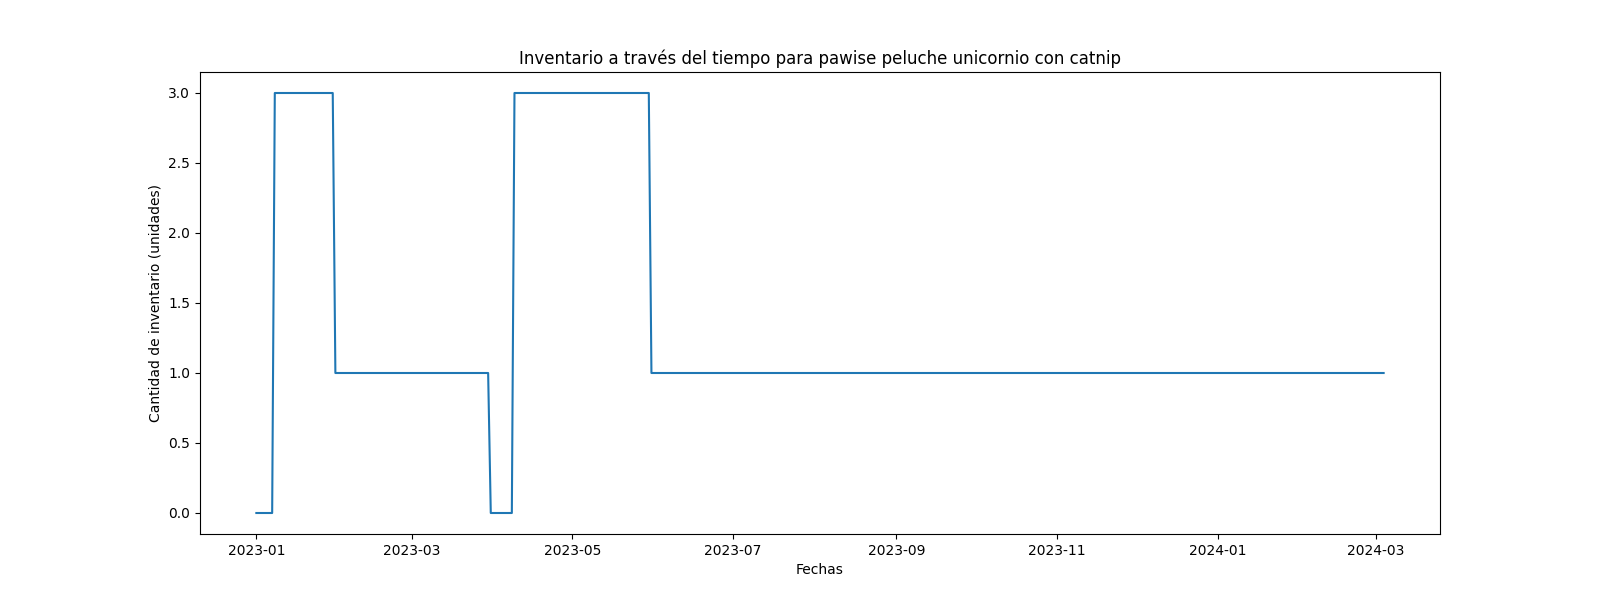 Inventario a través del tiempo para pawise peluche unicornio con catnip
Cantidad de inventario (unidades)
3.0
2.5
2.0
1.5
1.0
0.5
0.0
2023-01 2023-03 2023-05 2023-07 2023-09 2023-11 2024-01 2024-03
Fechas